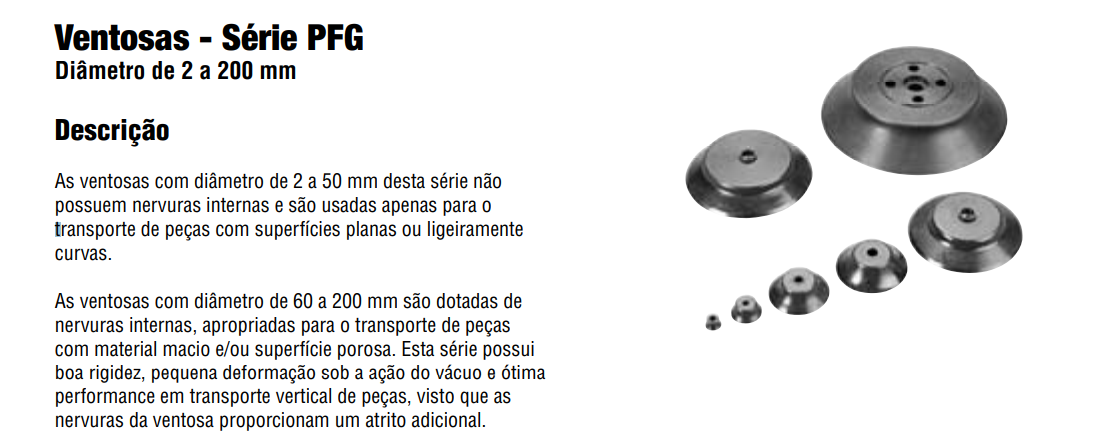 Ventosas - Série PFG
Diâmetro de 2 a 200 mm
Descrição
As ventosas com diâmetro de 2 a 50 mm desta série não
possuem nervuras internas e são usadas apenas para o
transporte de peças com superfícies planas ou ligeiramente
curvas.
As ventosas com diâmetro de 60 a 200 mm são dotadas de
nervuras internas, apropriadas para o transporte de peças
com material macio e/ou superfície porosa. Esta série possui
boa rigidez, pequena deformação sob a ação do vácuo e ótima
performance em transporte vertical de peças, visto que as
nervuras da ventosa proporcionam um atrito adicional.